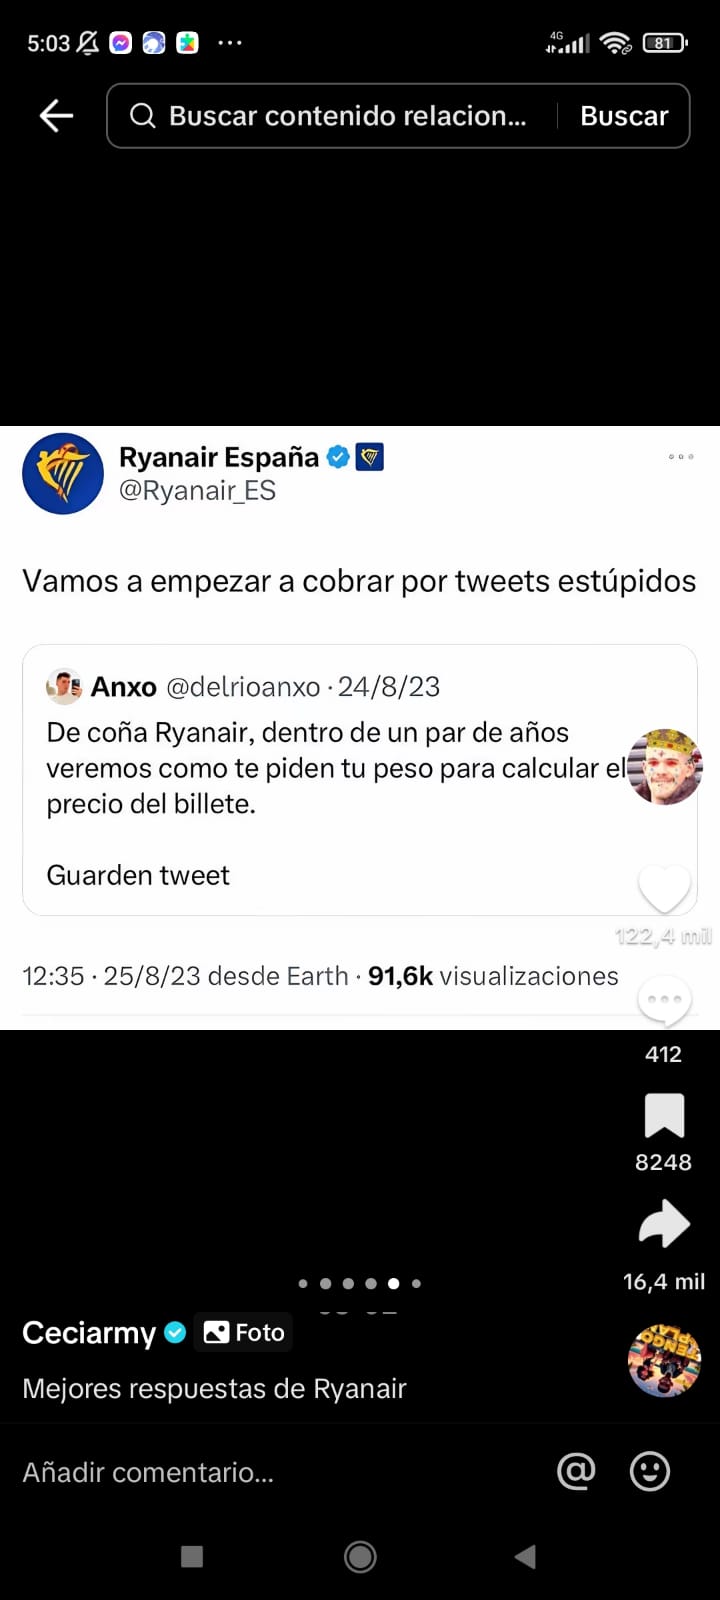 5:03
4G
81
Buscar contenido relacion...
Buscar
Ryanair España
@Ryanair_ES
Vamos a empezar a cobrar por tweets estúpidos
Anxo @delrioanxo · 24/8/23
De coña Ryanair, dentro de un par de años
veremos como te piden tu peso para calcular el
precio del billete.
Guarden tweet
122,4 mil
12:35 · 25/8/23 desde Earth · 91,6k visualizaciones
412
8248
16,4 mil
Ceciarmy
Foto
Mejores respuestas de Ryanair
Añadir comentario...